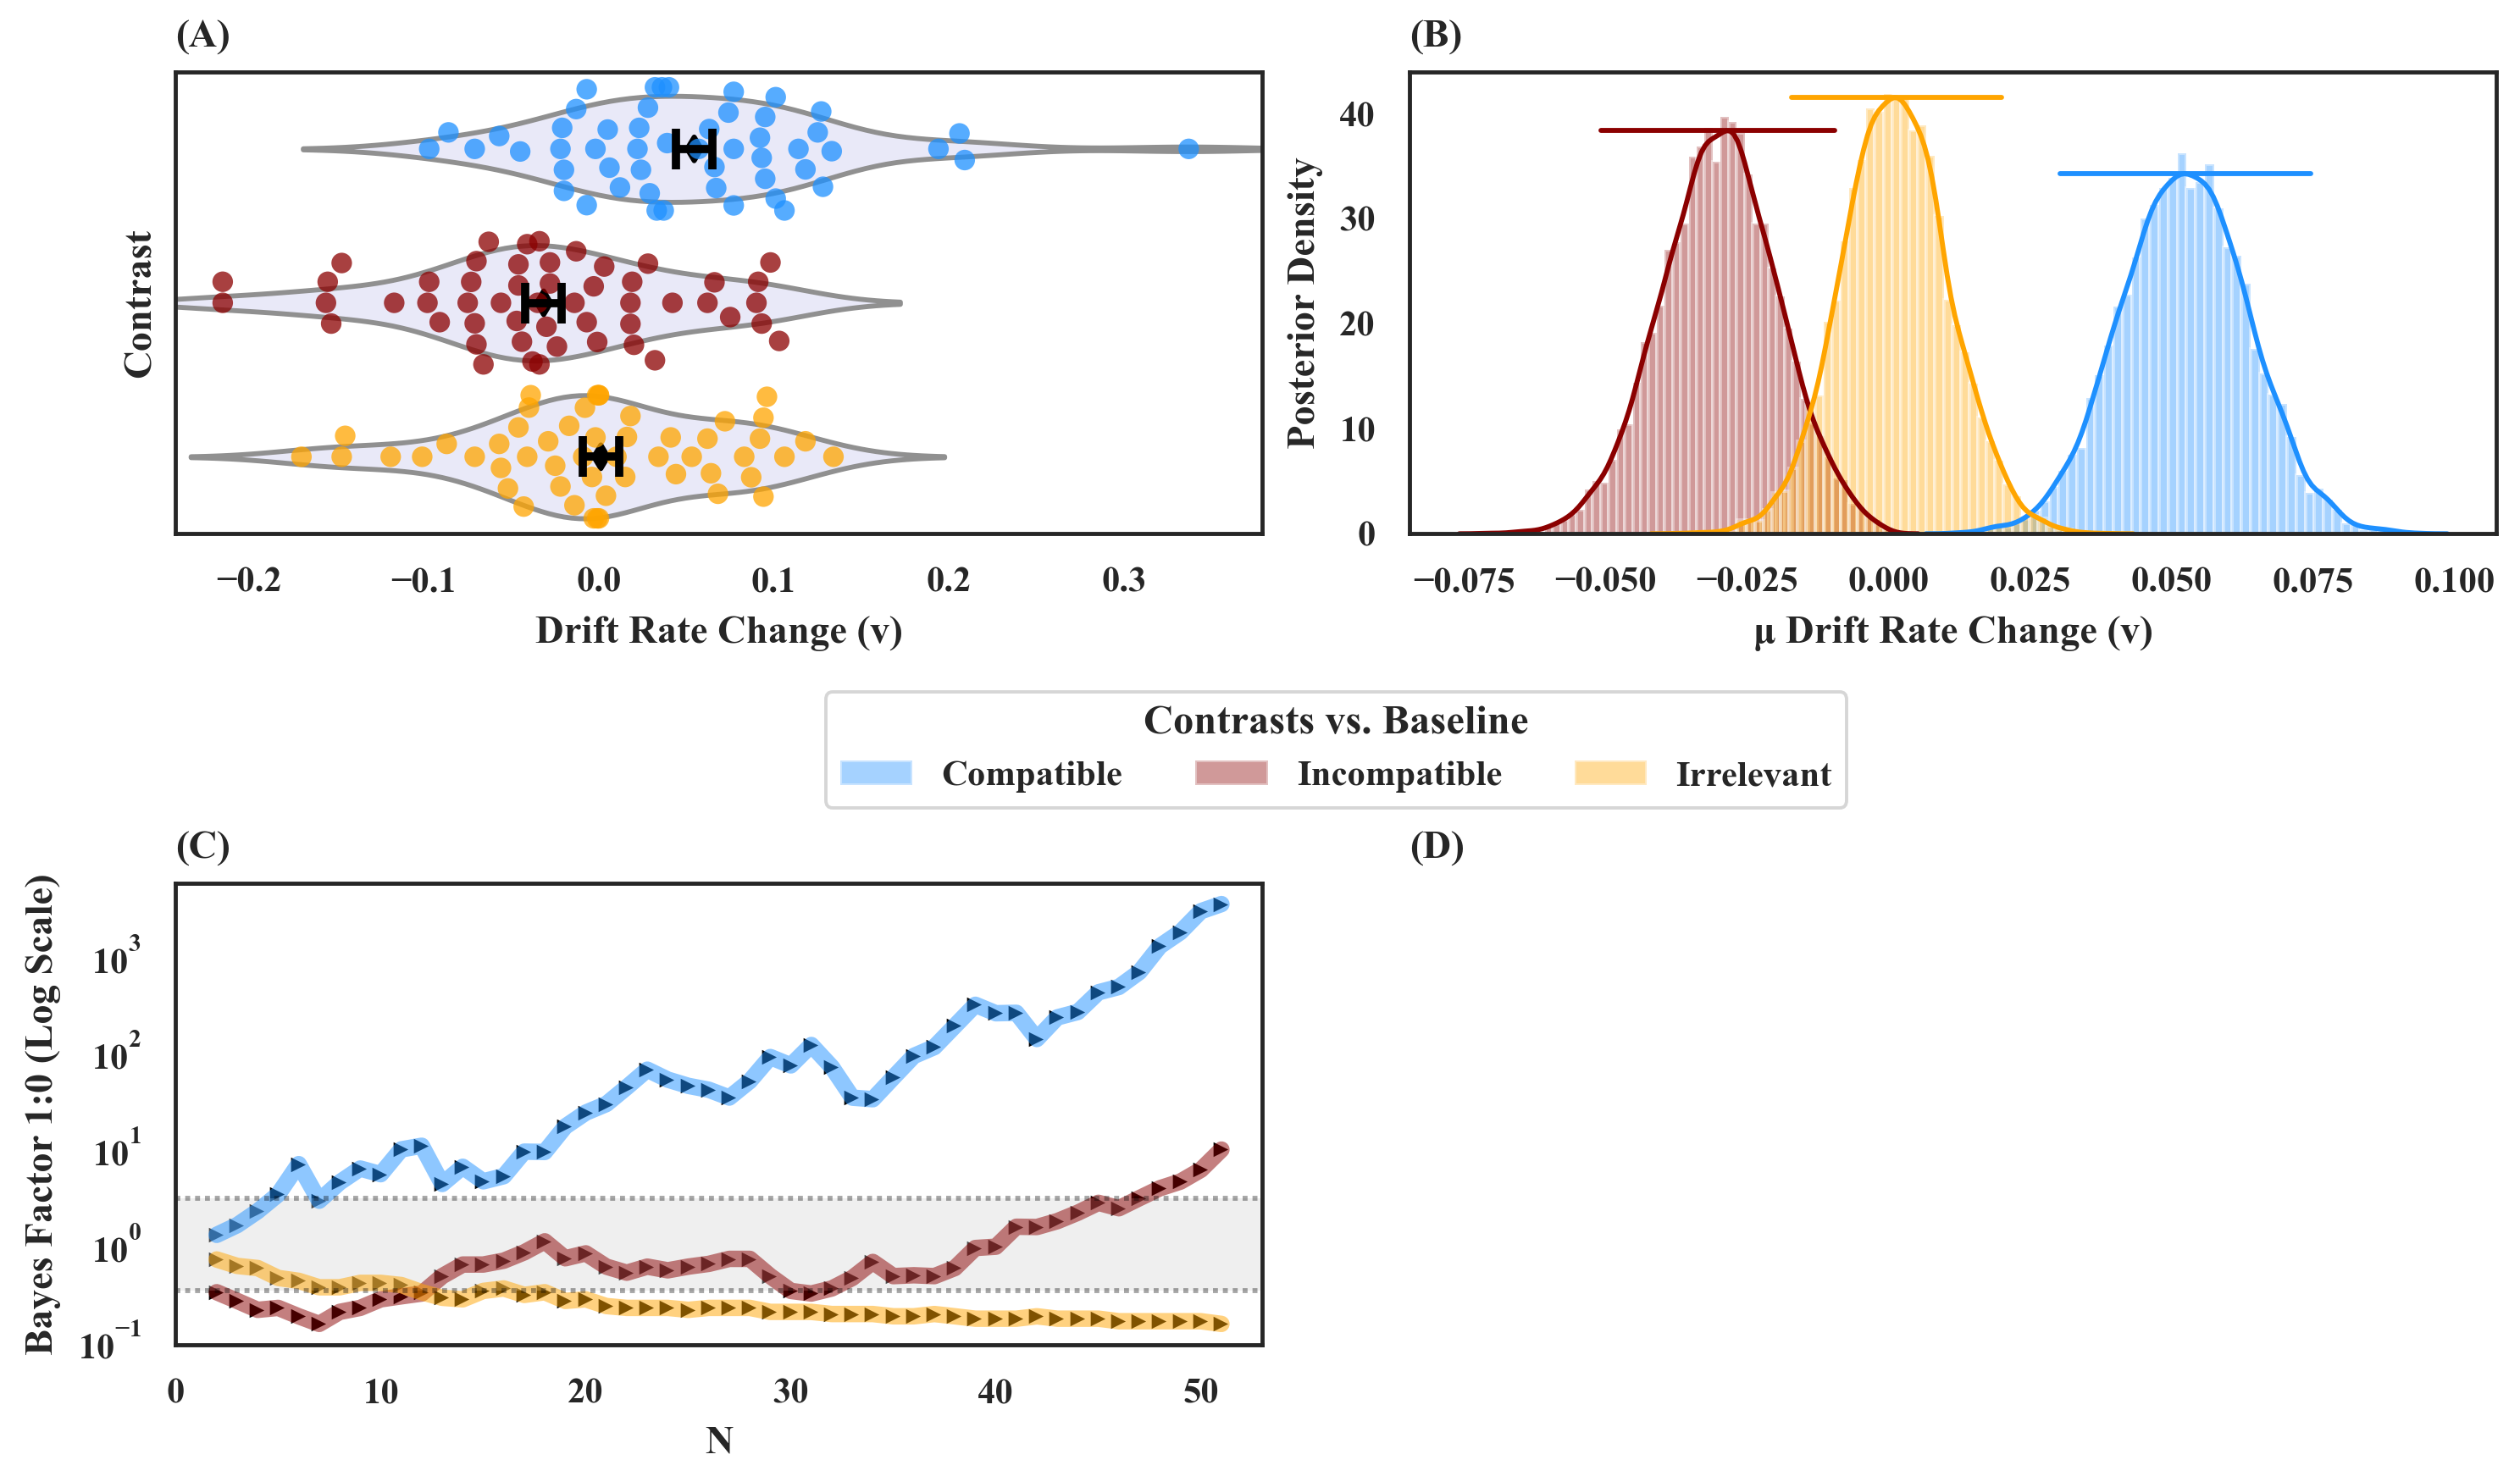 (A)
Contrast
−0.2 −0.1 0.0 0.1 0.2 0.3
Drift Rate Change (v)
(B)
Posterior Density
40
30
20
10
0
−0.075 −0.050 −0.025 0.000 0.025 0.050 0.075 0.100
µ Drift Rate Change (v)
Contrasts vs. Baseline
Compatible Incompatible Irrelevant
(C)
Bayes Factor 1:0 (Log Scale)
10³
10²
10¹
10⁰
10⁻¹
0 10 20 30 40 50
N
(D)